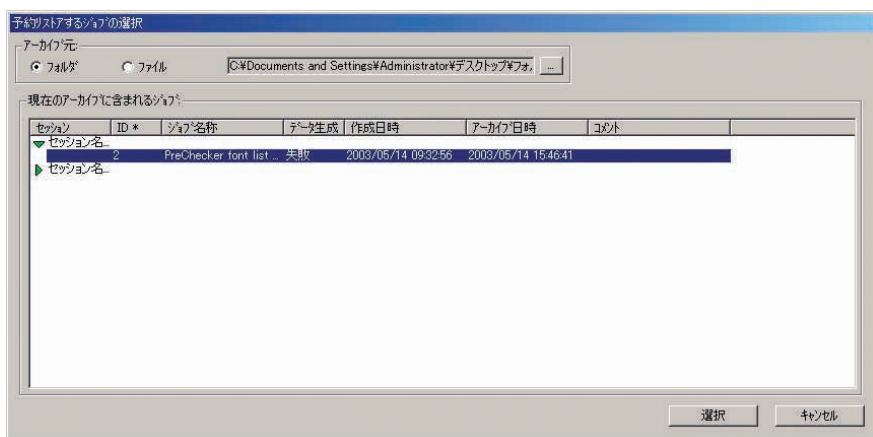 予約リストアするジョブの選択
アーカイブ元:
フォルダ ファイル C:¥Documents and Settings¥Administrator¥デスクトップ¥フォ ...
現在のアーカイブに含まれるジョブ:
セッション ID * ジョブ名称 データ生成 作成日時 アーカイブ日時 コメント
セッション名...
2 PreChecker font list ... 失敗 2003/05/14 09:32:56 2003/05/14 15:46:41
セッション名...
選択 キャンセル